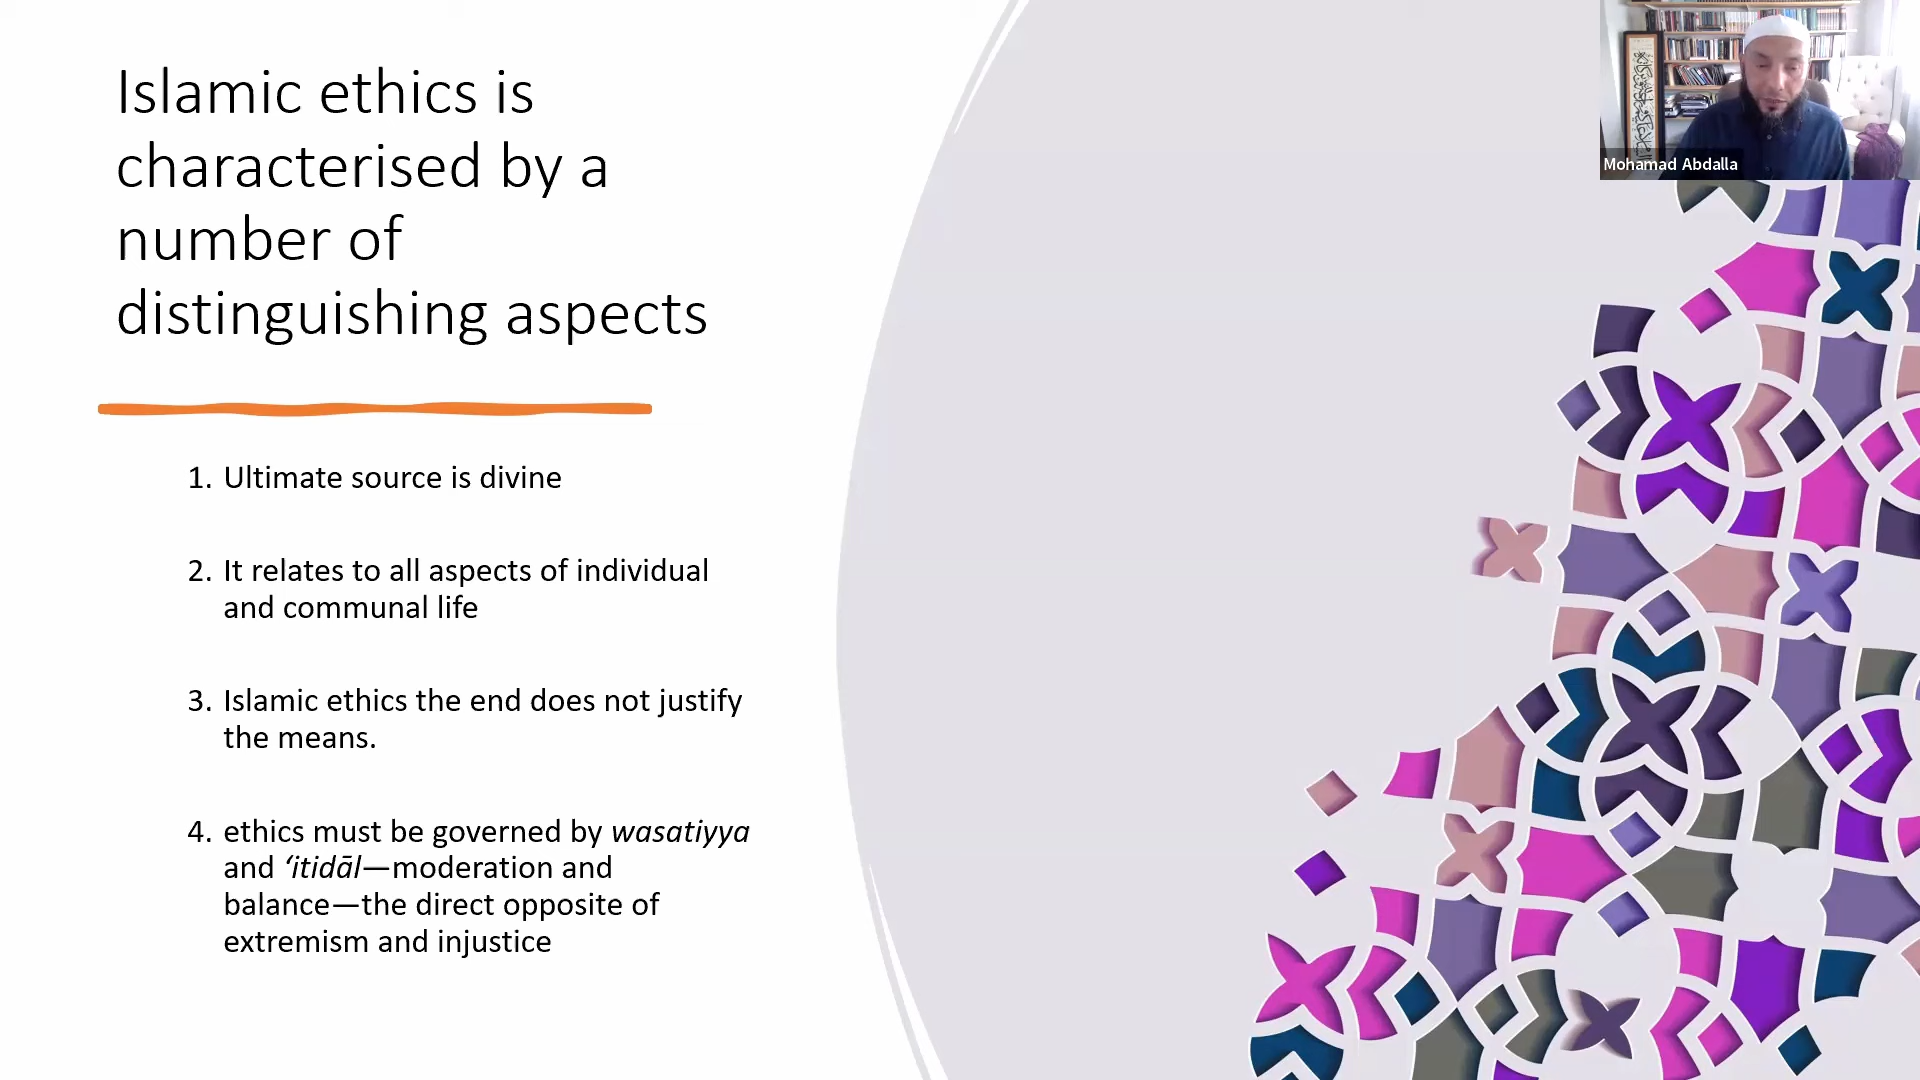 Islamic ethics is
characterised by a
number of
distinguishing aspects
1. Ultimate source is divine
2. It relates to all aspects of individual
and communal life
3. Islamic ethics the end does not justify
the means.
4. ethics must be governed by wasatiyya
and ‘itidāl—moderation and
balance—the direct opposite of
extremism and injustice
Mohamad Abdalla